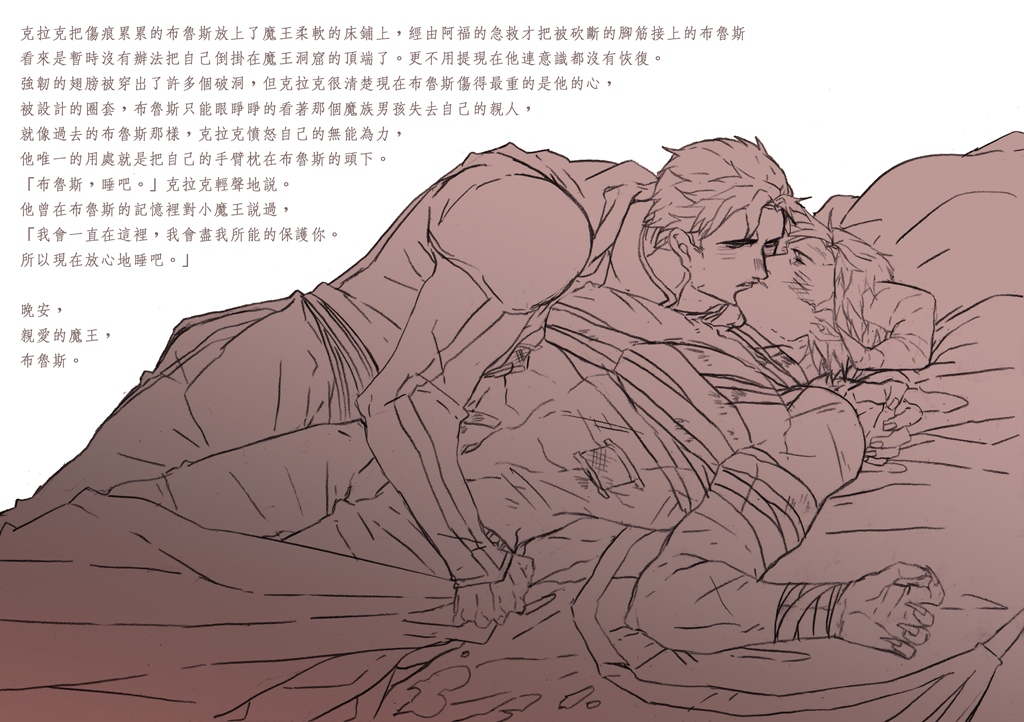 克拉克把傷痕累累的布魯斯放上了魔王柔軟的床鋪上，經由阿福的急救才把被砍斷的腳筋接上的布魯斯
看來是暫時沒有辦法把自己倒掛在魔王洞窟的頂端了。更不用提現在他連意識都沒有恢復。
強韌的翅膀被穿出了許多個破洞，但克拉克很清楚現在布魯斯傷得最重的是他的心，
被設計的圈套，布魯斯只能眼睜睜的看著那個魔族男孩失去自己的親人，
就像過去的布魯斯那樣，克拉克憤怒自己的無能為力，
他唯一的用處就是把自己的手臂枕在布魯斯的頭下。
「布魯斯，睡吧。」克拉克輕聲地說。
他曾在布魯斯的記憶裡對小魔王說過，
「我會一直在這裡，我會盡我所能的保護你。
所以現在放心地睡吧。」
晚安，
親愛的魔王，
布魯斯。